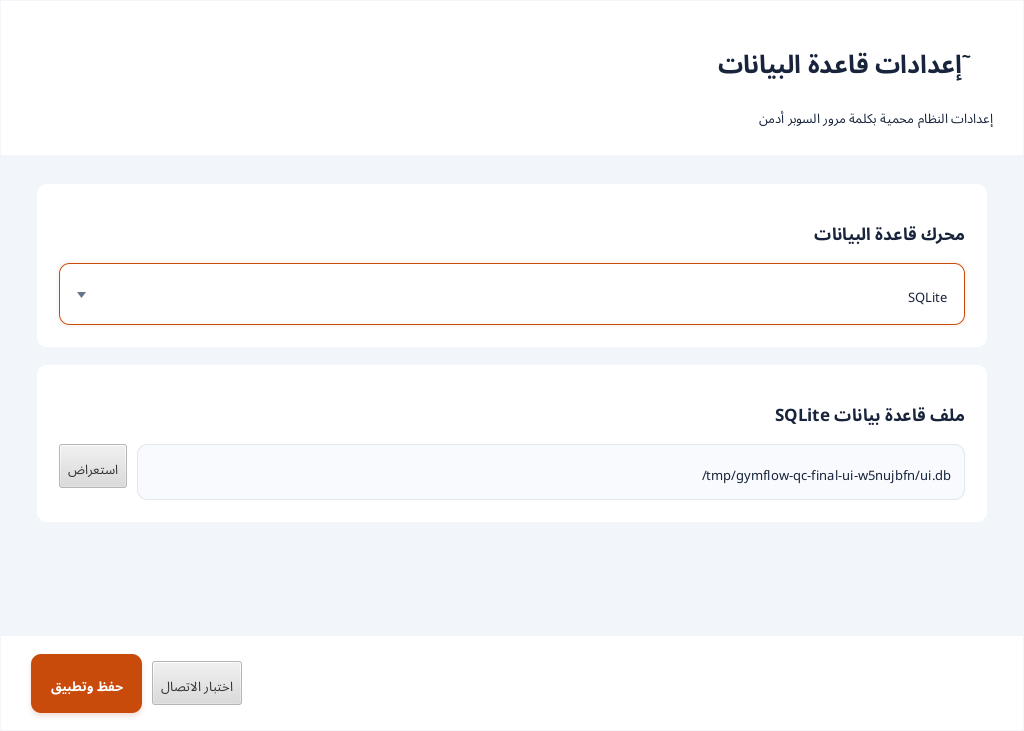 ~إعدادات قاعدة البيانات
إعدادات النظام محمية بكلمة مرور السوبر أدمن
محرك قاعدة البيانات
SQLite
ملف قاعدة بيانات SQLite
/tmp/gymflow-qc-final-ui-w5nujbfn/ui.db
استعراض
اختبار الاتصال
حفظ وتطبيق